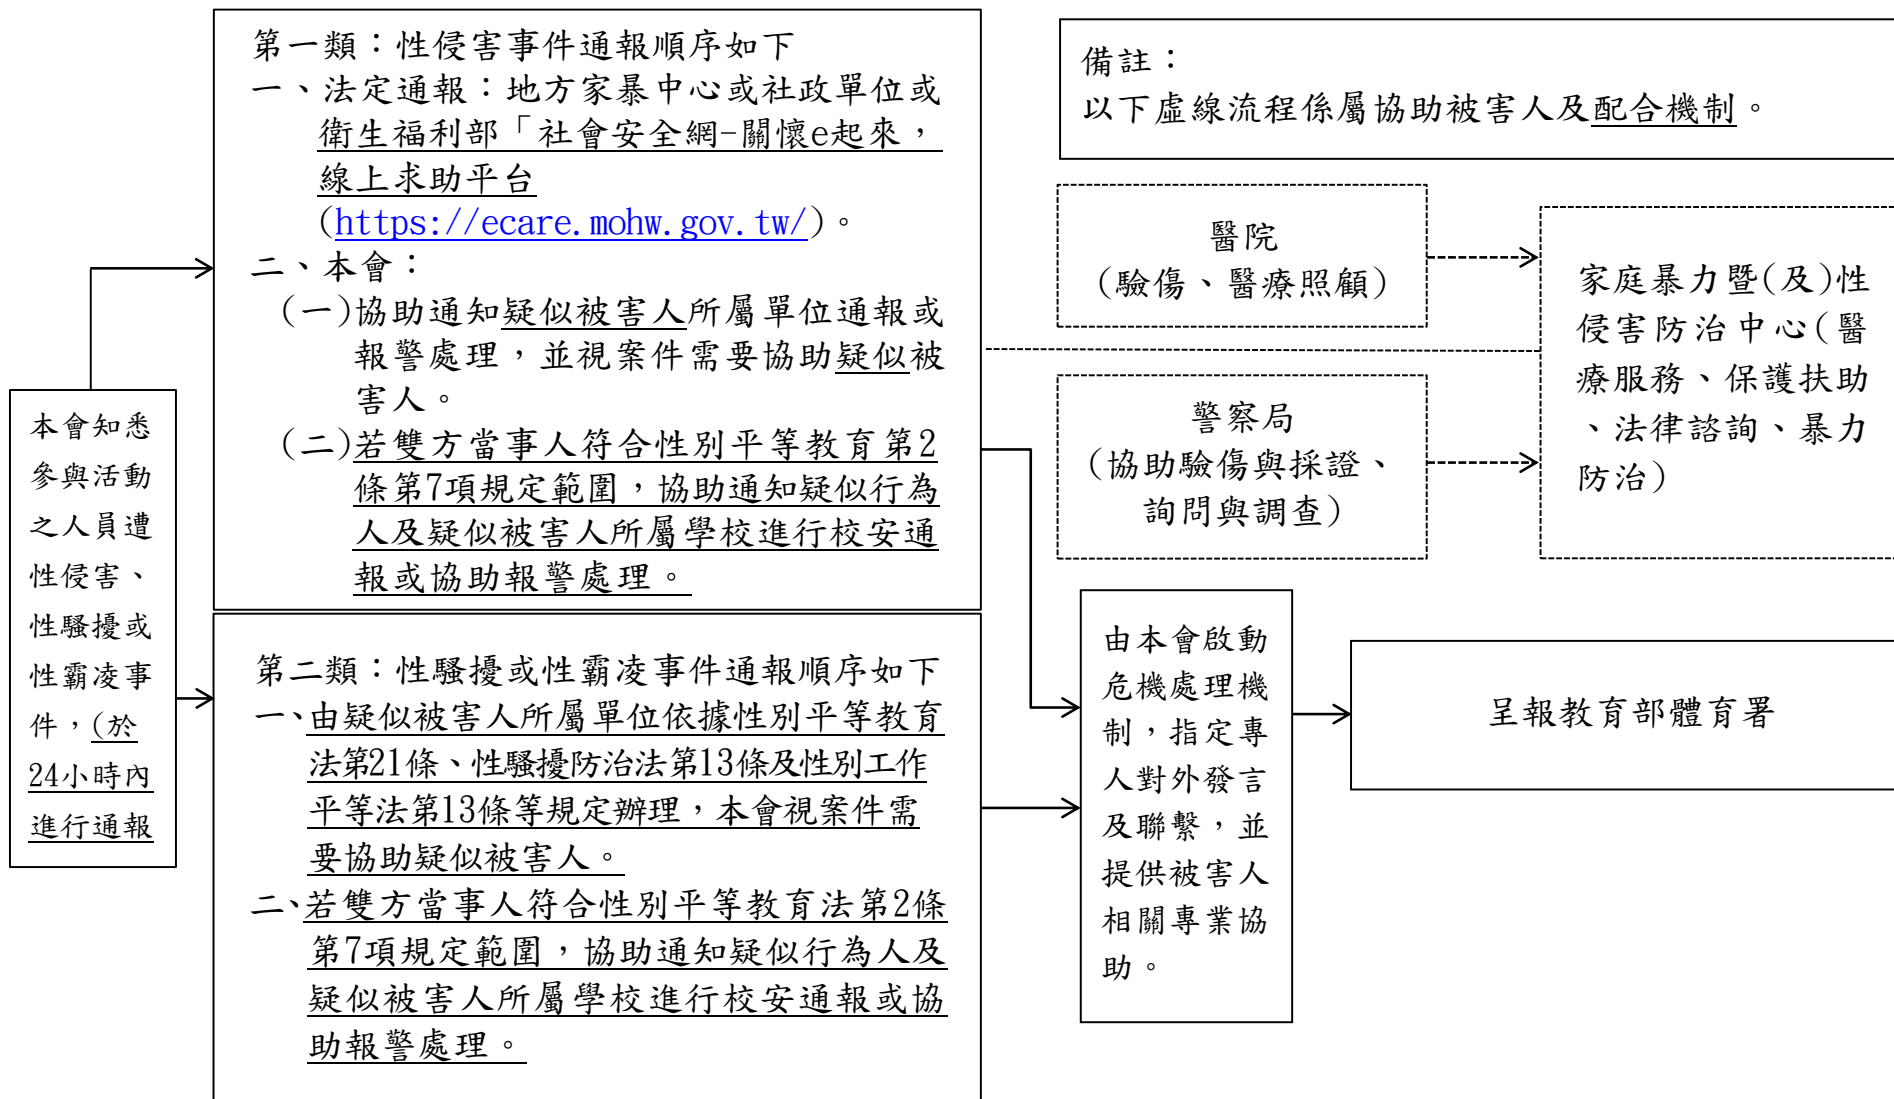 本會知悉
參與活動
之人員遭
性侵害、
性騷擾或
性霸凌事
件，(於
24小時內
進行通報
第一類：性侵害事件通報順序如下
一、法定通報：地方家暴中心或社政單位或
衛生福利部「社會安全網-關懷e起來，
線上求助平台
(https://ecare.mohw.gov.tw/)。
二、本會：
(一)協助通知疑似被害人所屬單位通報或
報警處理，並視案件需要協助疑似被
害人。
(二)若雙方當事人符合性別平等教育第2
條第7項規定範圍，協助通知疑似行為
人及疑似被害人所屬學校進行校安通
報或協助報警處理。
第二類：性騷擾或性霸凌事件通報順序如下
一、由疑似被害人所屬單位依據性別平等教育
法第21條、性騷擾防治法第13條及性別工作
平等法第13條等規定辦理，本會視案件需
要協助疑似被害人。
二、若雙方當事人符合性別平等教育法第2條
第7項規定範圍，協助通知疑似行為人及
疑似被害人所屬學校進行校安通報或協
助報警處理。
備註：
以下虛線流程係屬協助被害人及配合機制。
醫院
(驗傷、醫療照顧)
警察局
(協助驗傷與採證、
詢問與調查)
家庭暴力暨(及)性
侵害防治中心(醫
療服務、保護扶助
、法律諮詢、暴力
防治)
由本會啟動
危機處理機
制，指定專
人對外發言
及聯繫，並
提供被害人
相關專業協
助。
呈報教育部體育署